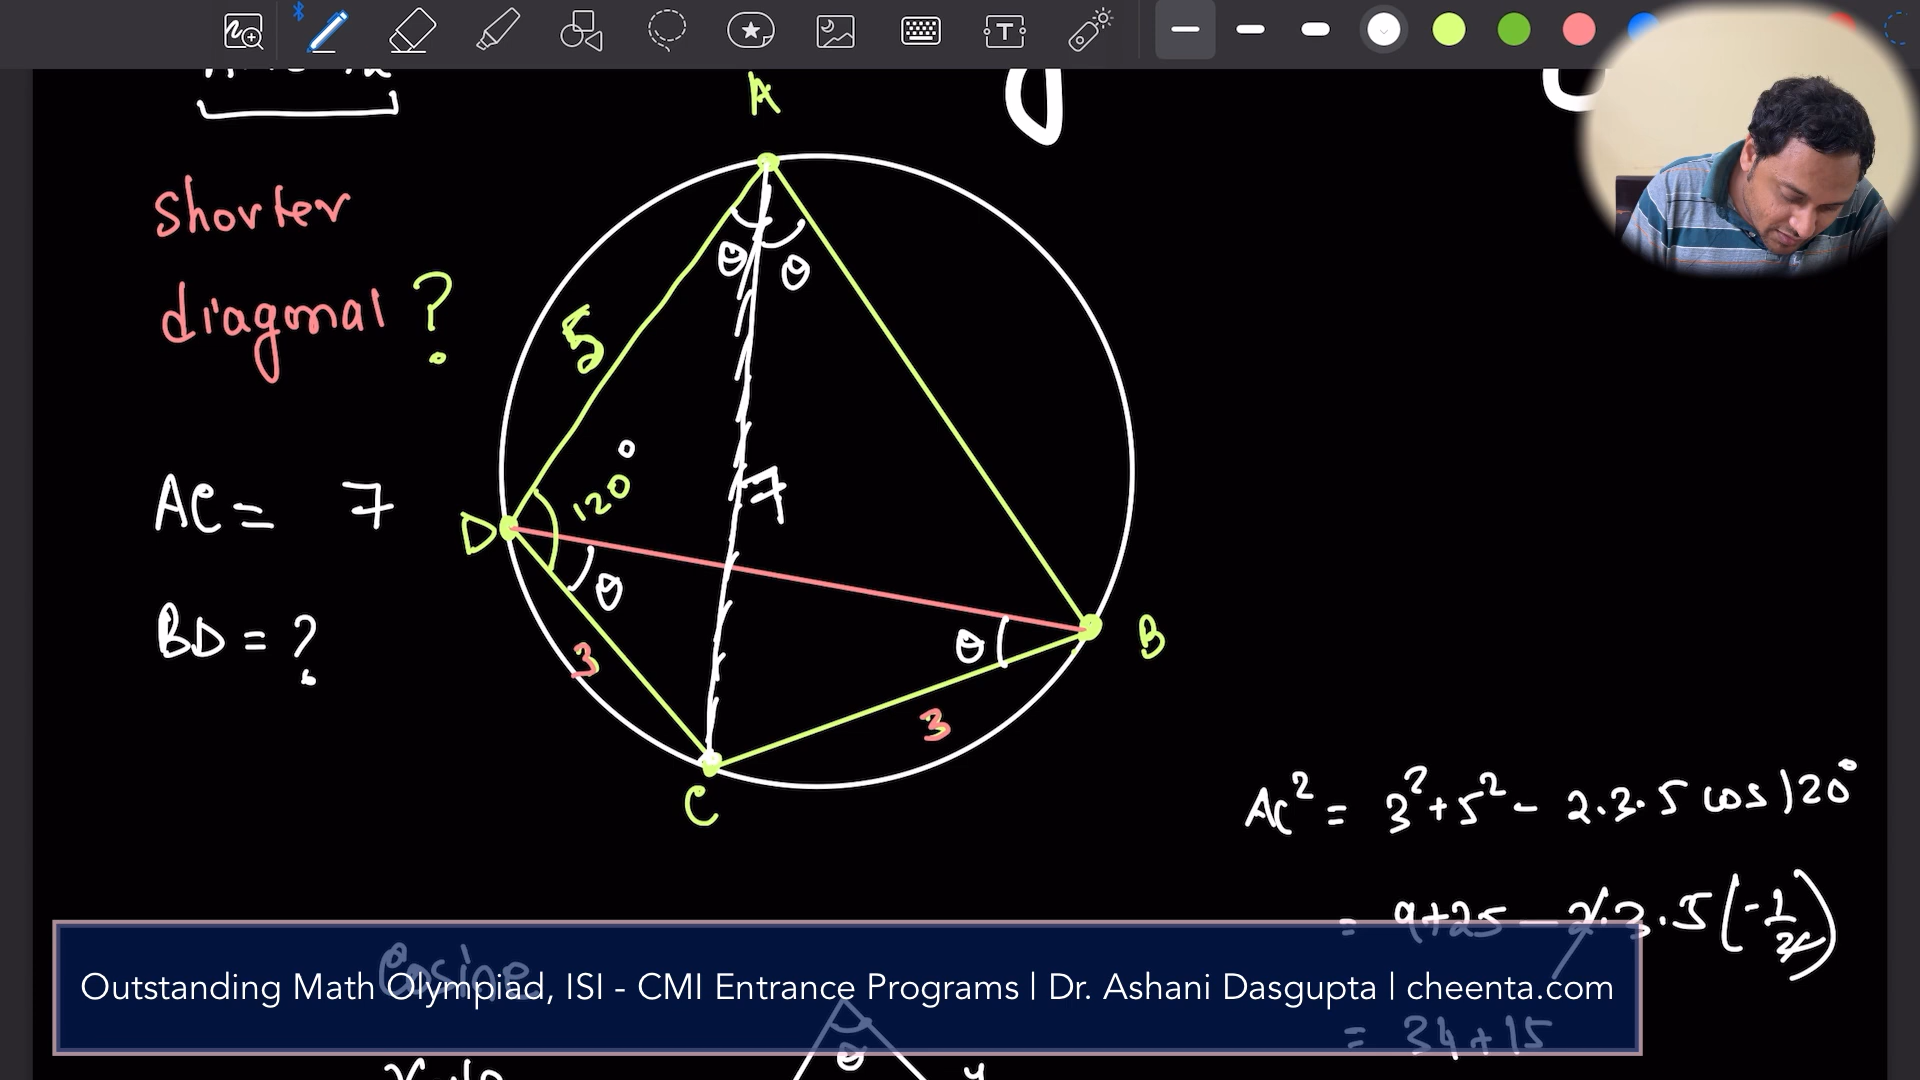 A
shorter
diagonal ?
θ θ
5
120°
AC = 7
7
D
θ
BD = ?
θ
B
3
3
C
AC² = 3² + 5² - 2.3.5 cos 120°
= 9+25 - 2.3.5 (-1/2)
Cosine
Outstanding Math Olympiad, ISI - CMI Entrance Programs | Dr. Ashani Dasgupta | cheenta.com
= 34+15
θ
y